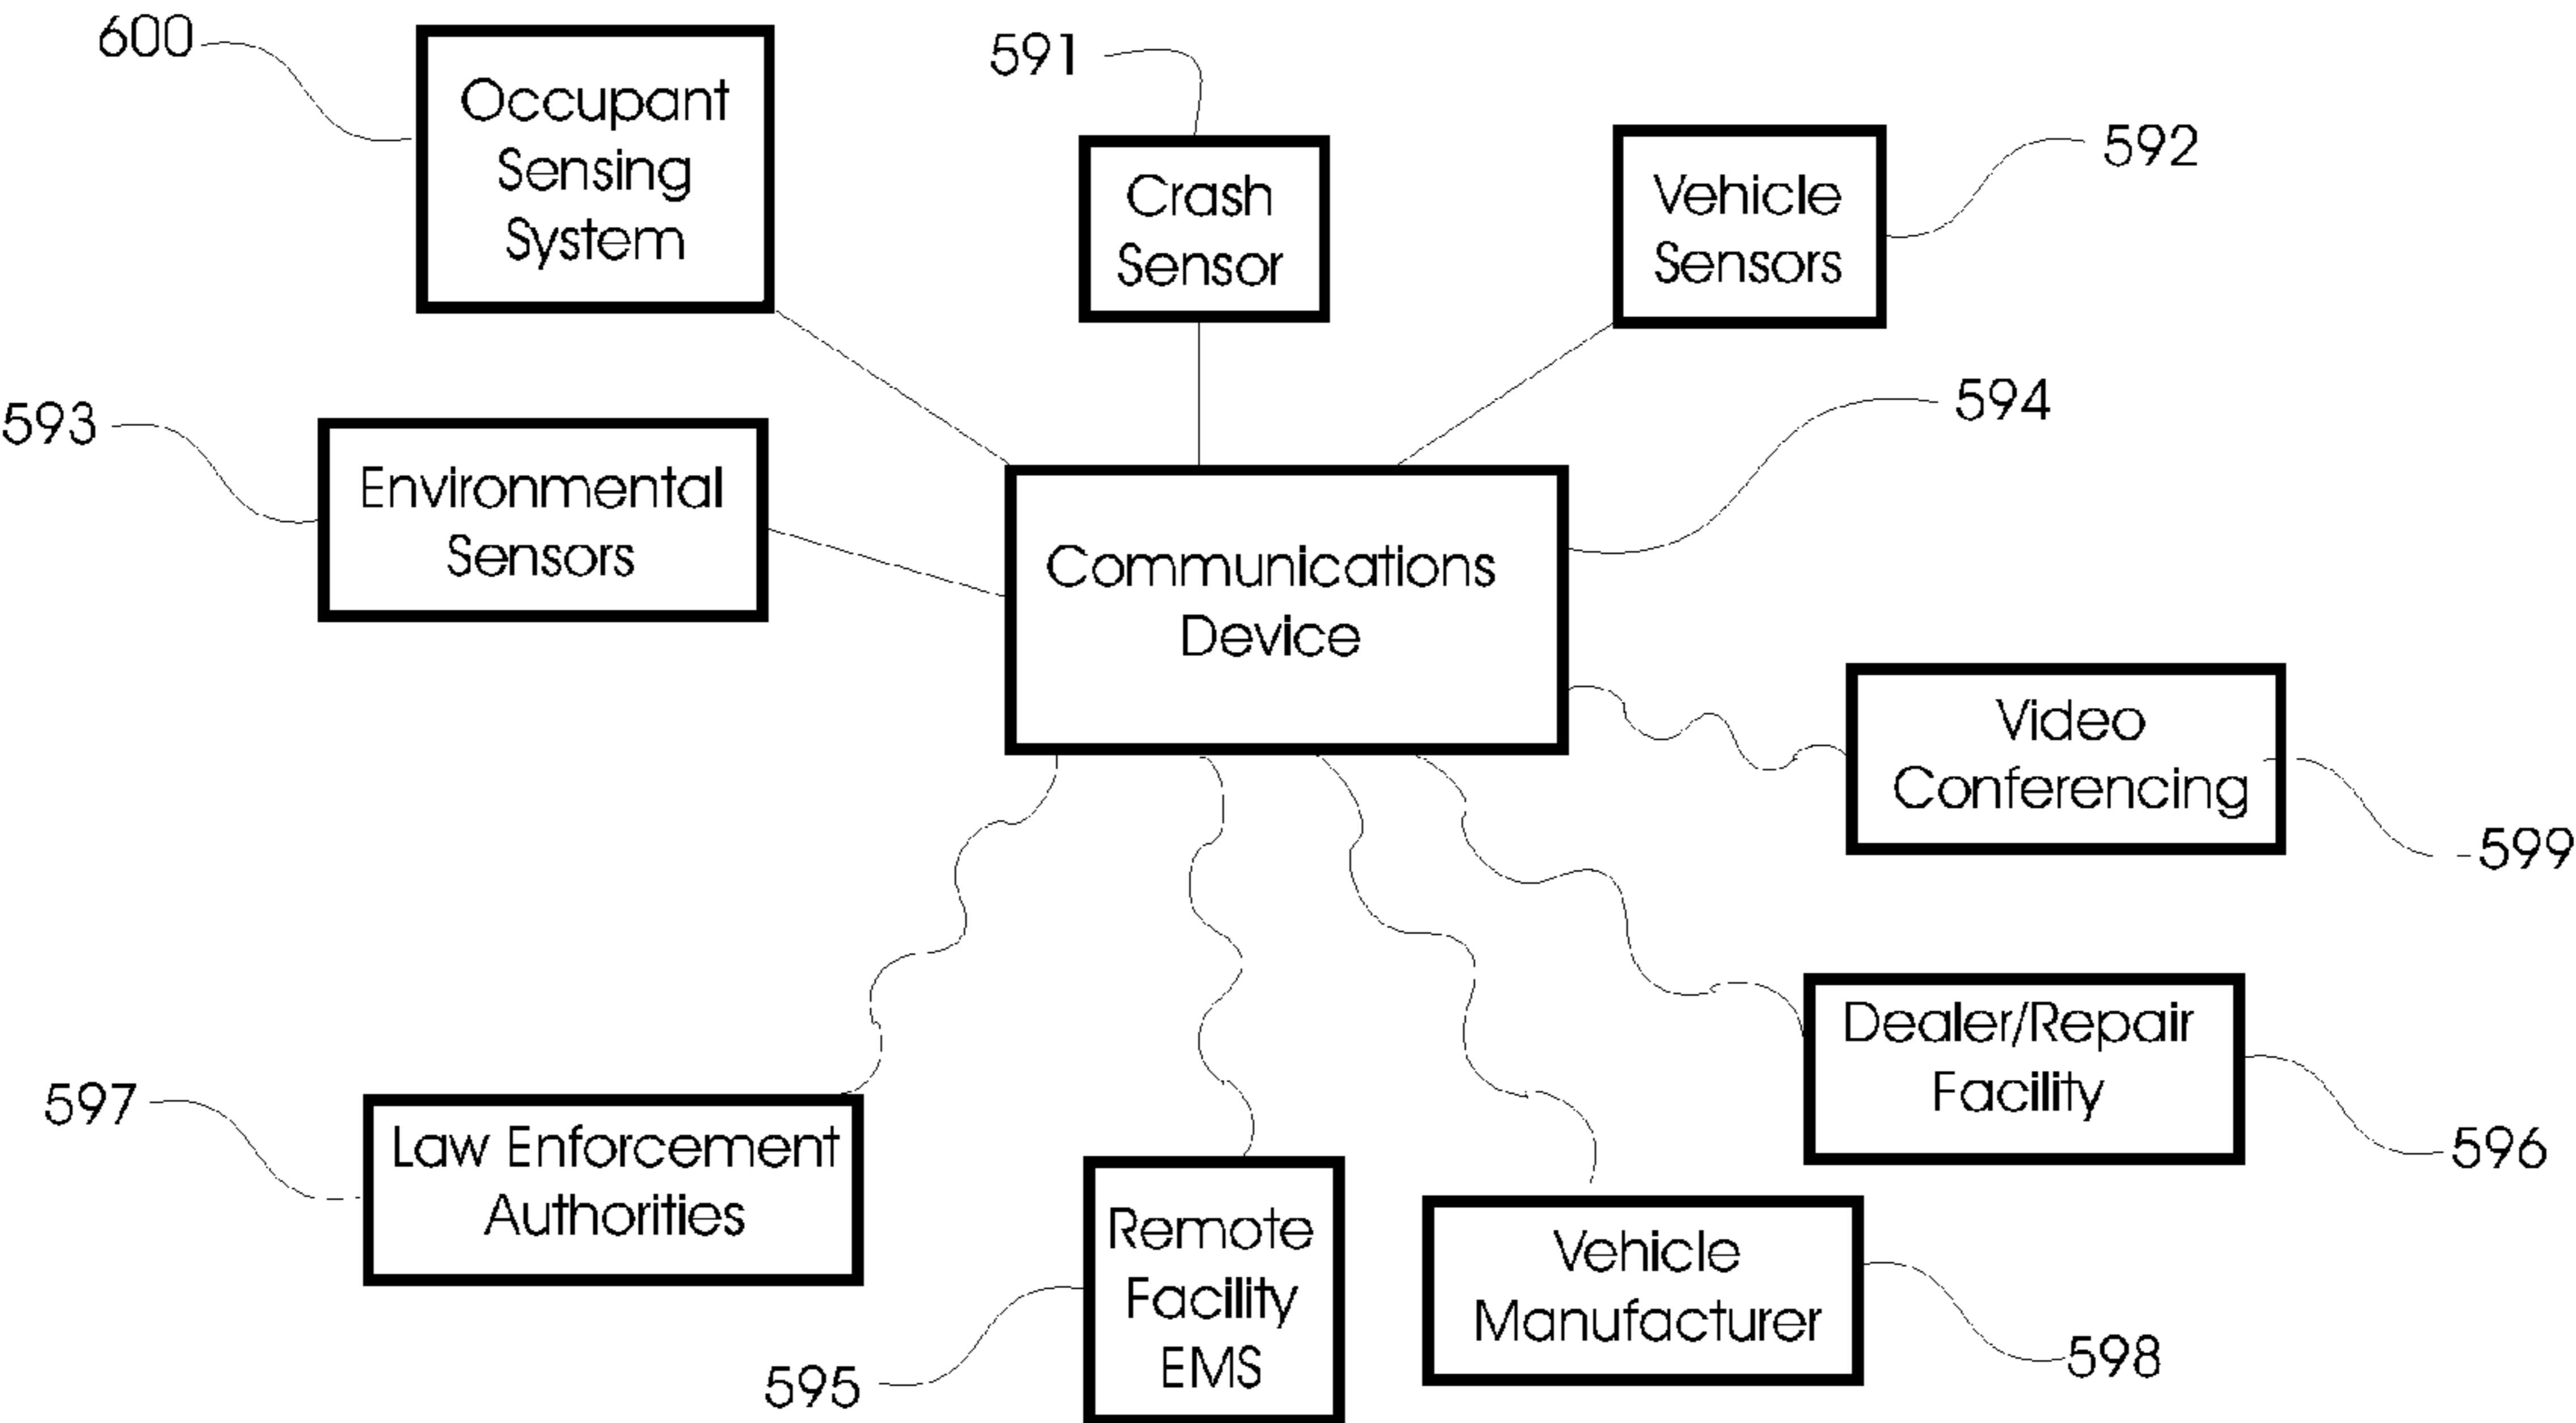 600
Occupant
Sensing
System
591
Crash
Sensor
Vehicle
Sensors
592
593
Environmental
Sensors
594
Communications
Device
Video
Conferencing
599
Dealer/Repair
Facility
596
597
Law Enforcement
Authorities
Remote
Facility
EMS
595
Vehicle
Manufacturer
598